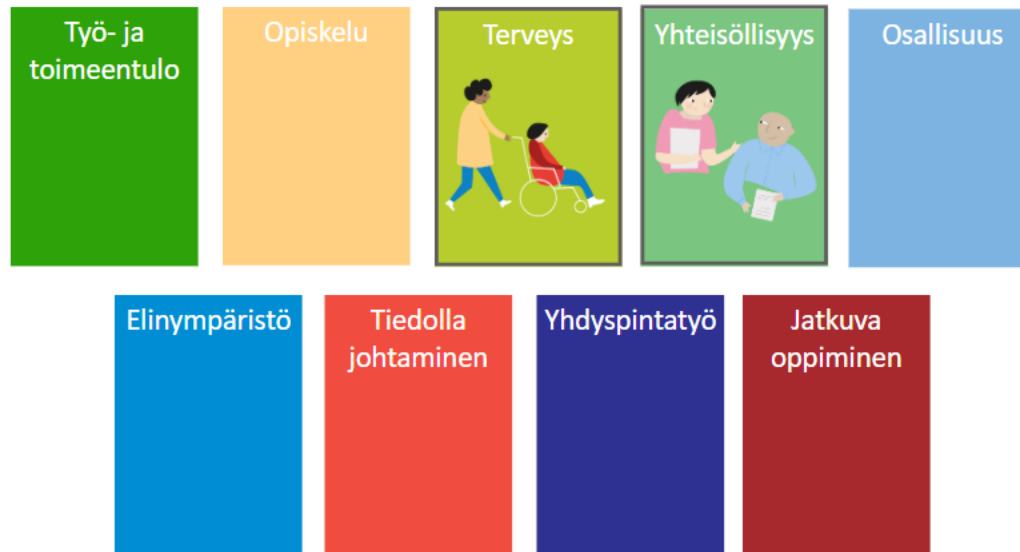 Työ- ja
toimeentulo
Opiskelu
Terveys
Yhteisöllisyys
Osallisuus
Elinympäristö
Tiedolla
johtaminen
Yhdyspintatyö
Jatkuva
oppiminen